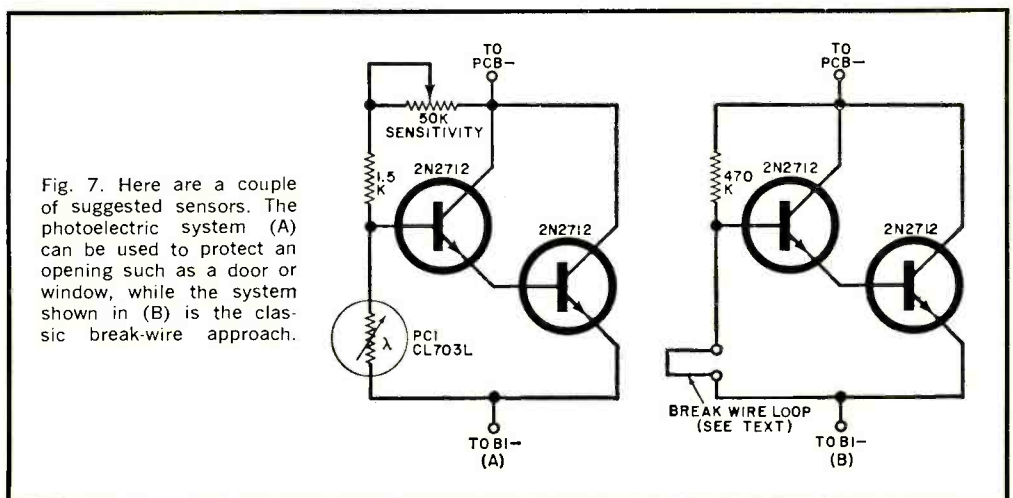 Fig. 7. Here are a couple
of suggested sensors. The
photoelectric system (A)
can be used to protect an
opening such as a door or
window, while the system
shown in (B) is the clas-
sic break-wire approach.
TO
PCB–
50K
SENSITIVITY
1.5
K
2N2712
2N2712
PC1
CL703L
λ
TO B1–
(A)
TO
PCB–
470
K
2N2712
2N2712
BREAK WIRE LOOP
(SEE TEXT)
TO B1–
(B)